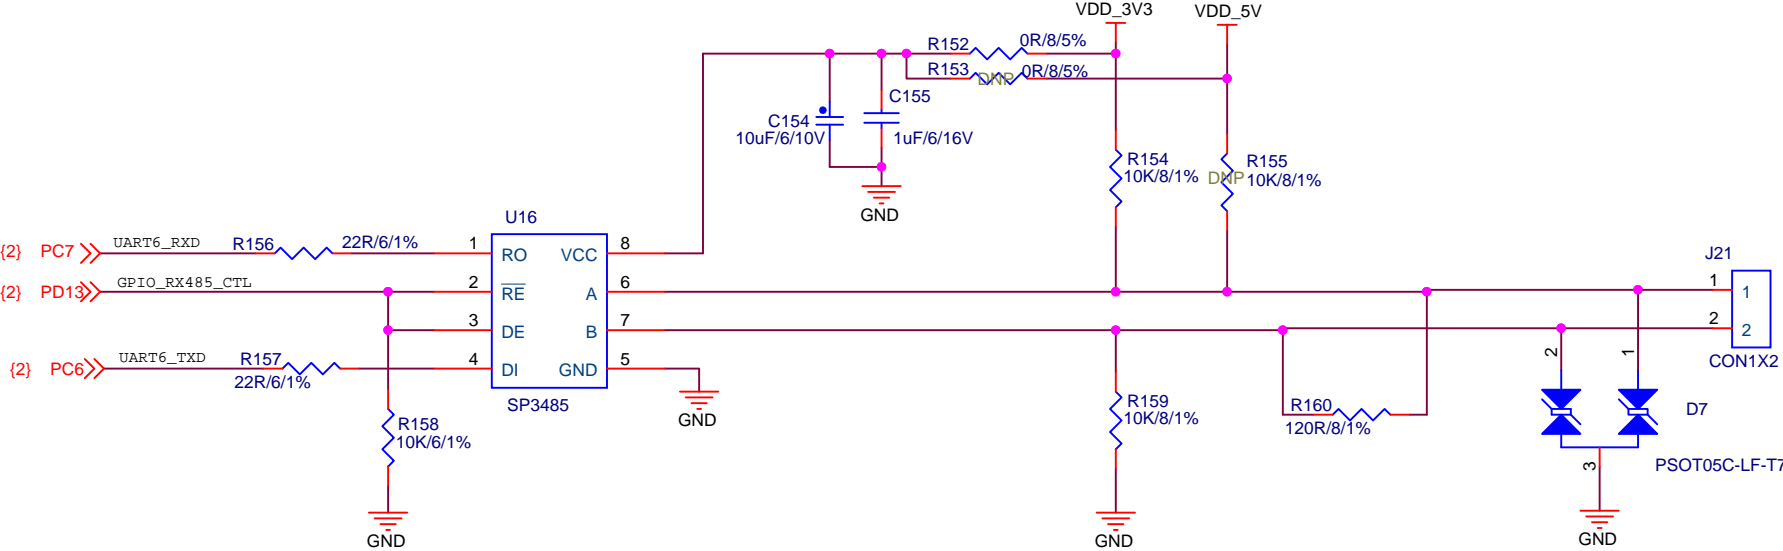 VDD_3V3
VDD_5V
R152
0R/8/5%
R153
DNP
0R/8/5%
C155
C154
10uF/6/10V
1uF/6/16V
R154
10K/8/1%
DNP
R155
10K/8/1%
GND
U16
{2}
PC7
UART6_RXD
R156
22R/6/1%
1
RO
VCC
8
{2}
PD13
GPIO_RX485_CTL
2
RE
A
6
3
DE
B
7
{2}
PC6
UART6_TXD
R157
22R/6/1%
4
DI
GND
5
SP3485
GND
J21
1
1
2
2
CON1X2
2
1
R158
10K/6/1%
R159
10K/8/1%
R160
120R/8/1%
D7
3
PSOT05C-LF-T7
GND
GND
GND